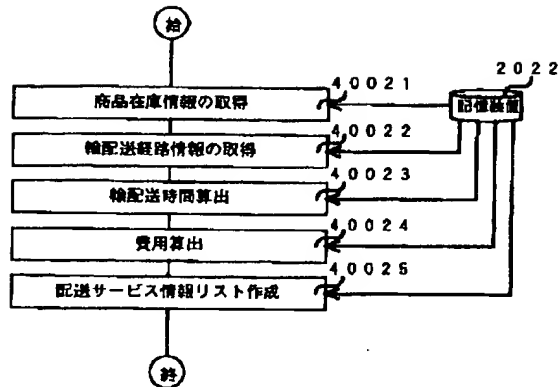 給
40021
2022
商品在庫情報の取得
記憶装置
40022
輸配送経路情報の取得
40023
輸配送時間算出
40024
費用算出
40025
配送サービス情報リスト作成
終